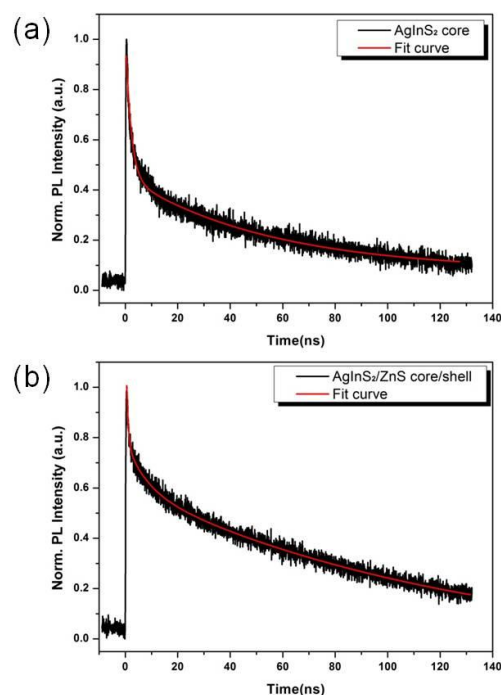 (a)
AgInS₂ core
Fit curve
Norm. PL Intensity (a.u.)
1.0
0.8
0.6
0.4
0.2
0.0
0 20 40 60 80 100 120 140
Time(ns)
(b)
AgInS₂/ZnS core/shell
Fit curve
Norm. PL Intensity (a.u.)
1.0
0.8
0.6
0.4
0.2
0.0
0 20 40 60 80 100 120 140
Time(ns)